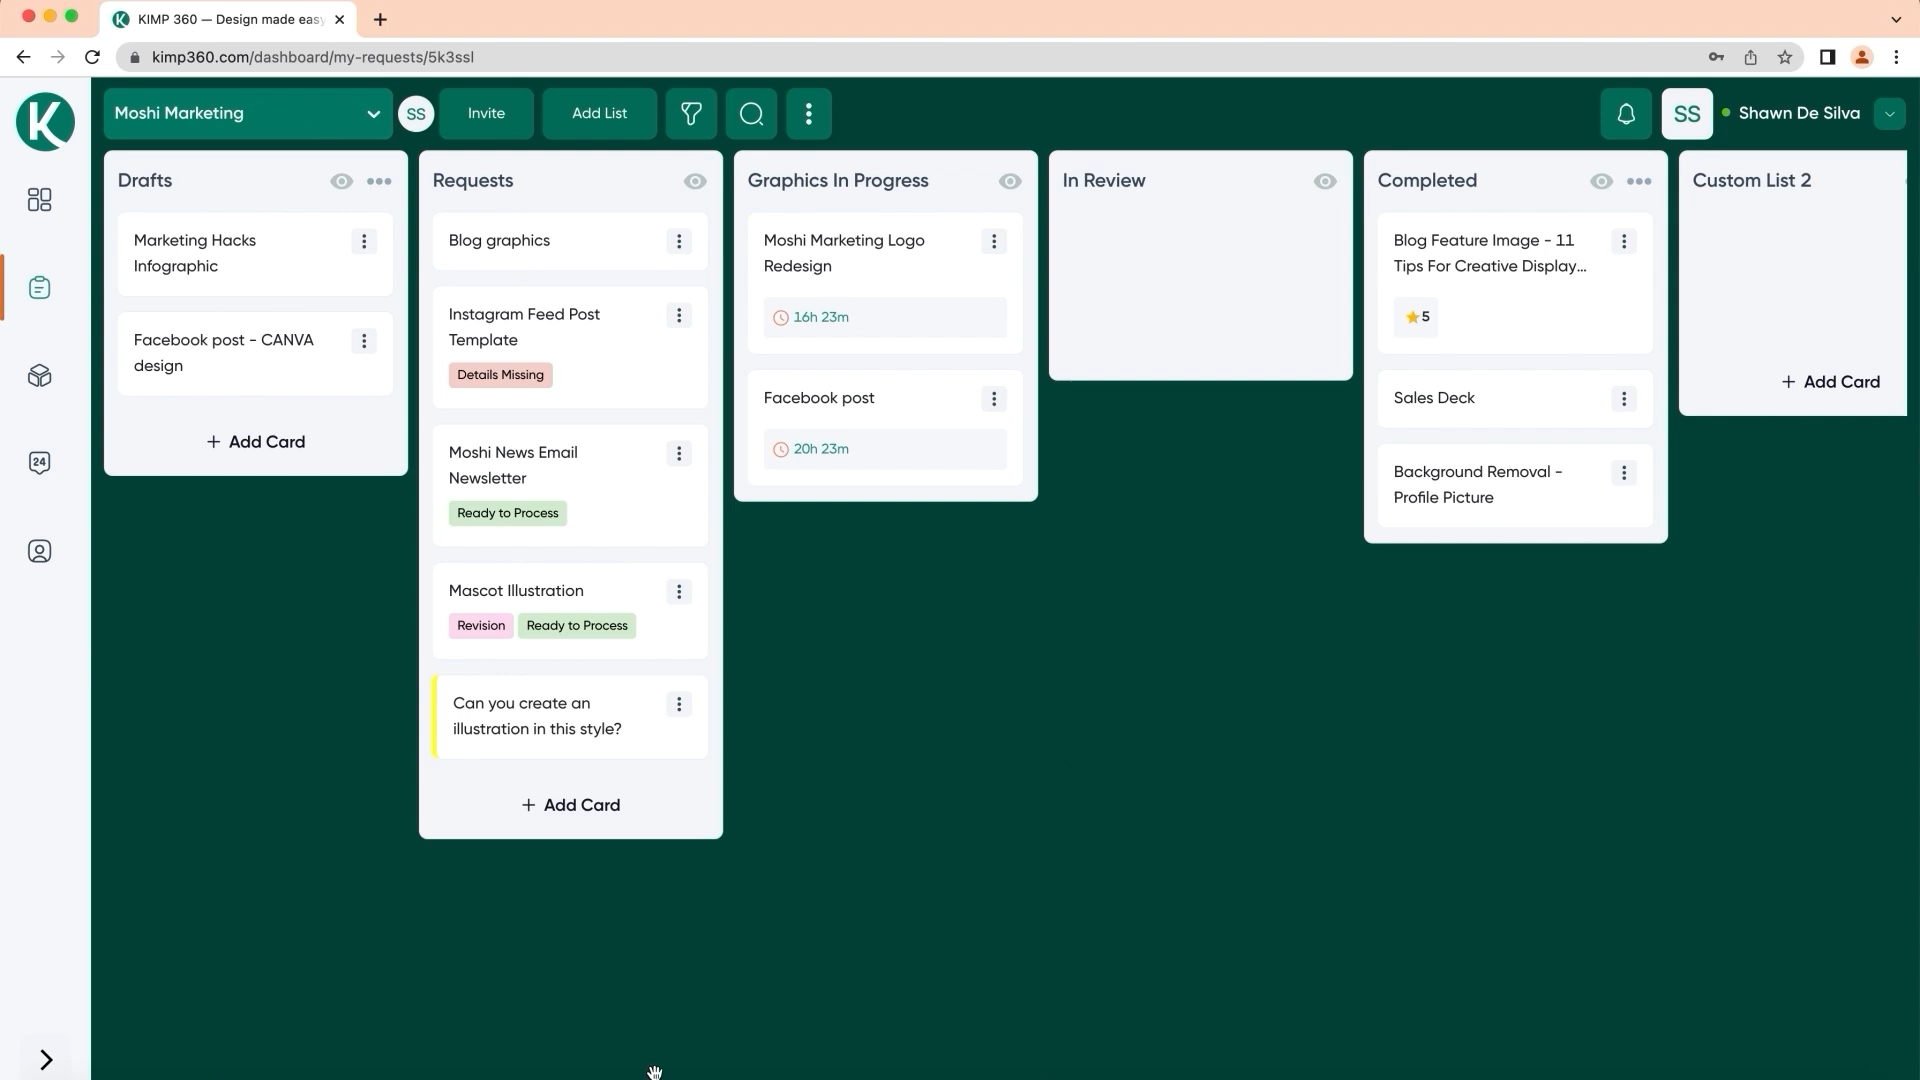 KIMP 360 — Design made easy
kimp360.com/dashboard/my-requests/5k3ssl
Moshi Marketing
SS
Invite
Add List
SS
Shawn De Silva
Drafts
Marketing Hacks
Infographic
Facebook post - CANVA
design
+ Add Card
Requests
Blog graphics
Instagram Feed Post
Template
Details Missing
Moshi News Email
Newsletter
Ready to Process
Mascot Illustration
Revision Ready to Process
Can you create an
illustration in this style?
+ Add Card
Graphics In Progress
Moshi Marketing Logo
Redesign
16h 23m
Facebook post
20h 23m
In Review
Completed
Blog Feature Image - 11
Tips For Creative Display...
5
Sales Deck
Background Removal -
Profile Picture
Custom List 2
+ Add Card
K
24